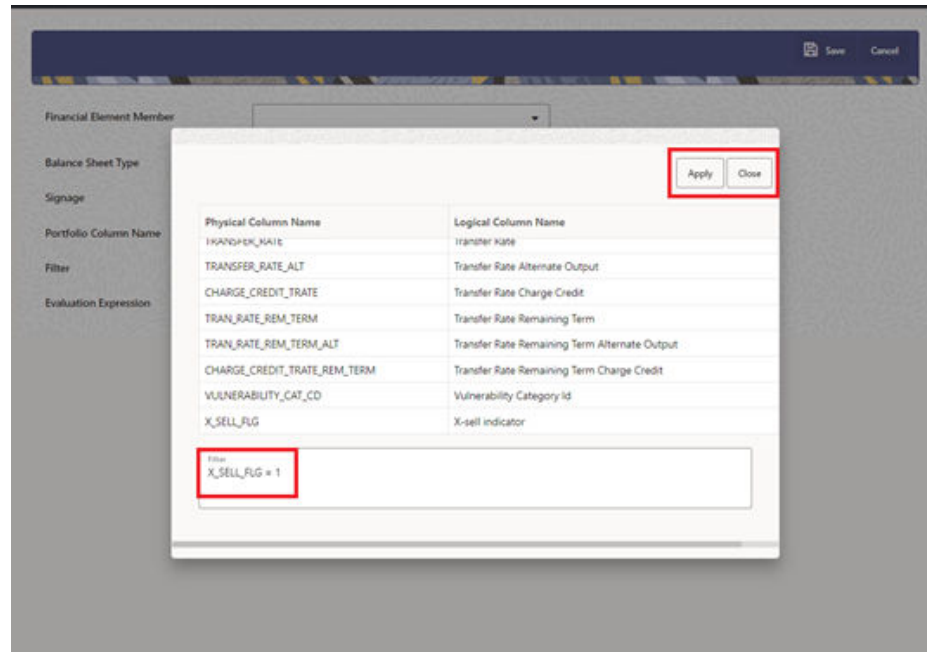 Save Cancel
Financial Element Member
Balance Sheet Type
Apply Close
Signage
Physical Column Name Logical Column Name
Portfolio Column Name
TRANSFER_RATE Transfer Rate
Filter
TRANSFER_RATE_ALT Transfer Rate Alternate Output
CHARGE_CREDIT_TRATE Transfer Rate Charge Credit
Evaluation Expression
TRAN_RATE_REM_TERM Transfer Rate Remaining Term
TRAN_RATE_REM_TERM_ALT Transfer Rate Remaining Term Alternate Output
CHARGE_CREDIT_TRATE_REM_TERM Transfer Rate Remaining Term Charge Credit
VULNERABILITY_CAT_CD Vulnerability Category Id
X_SELL_FLG X-sell indicator
Filter
X_SELL_FLG = 1